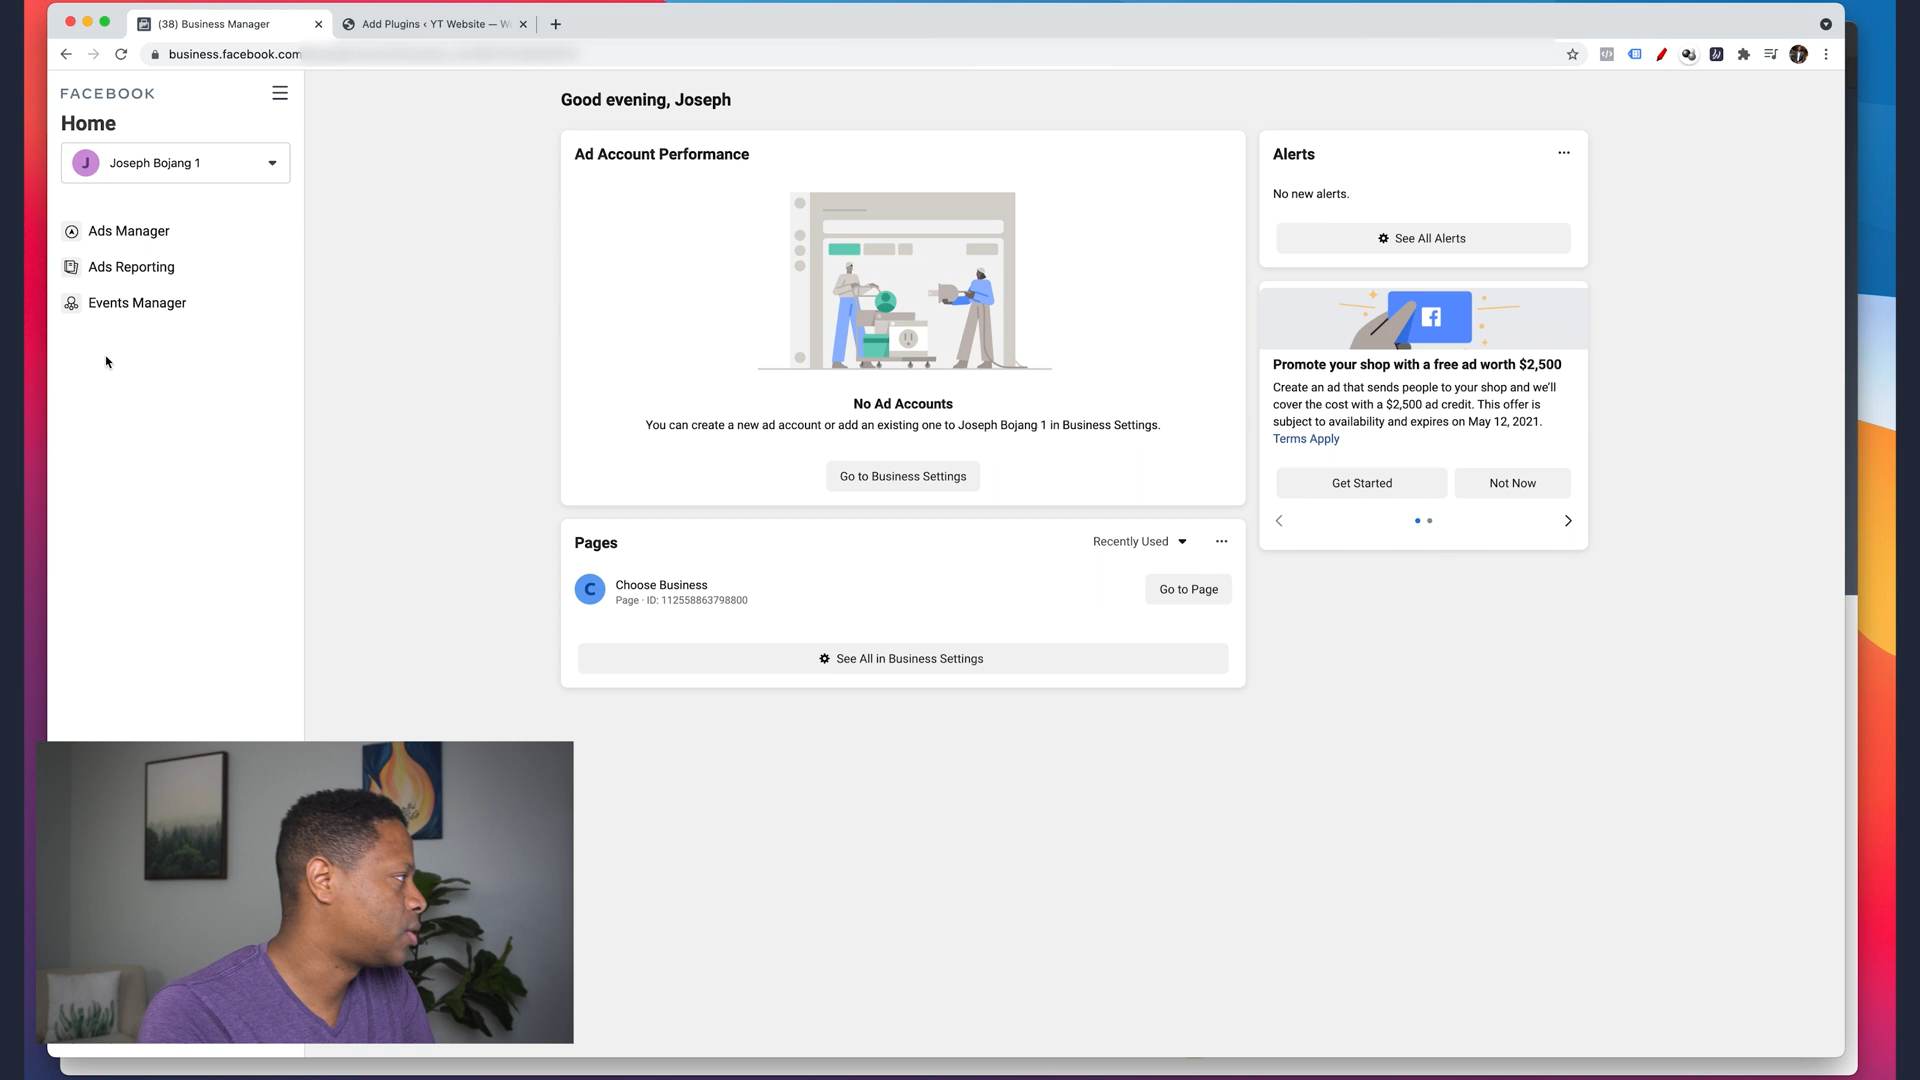 (38) Business Manager
Add Plugins ‹ YT Website — W
business.facebook.com
FACEBOOK
Home
J
Joseph Bojang 1
Ads Manager
Ads Reporting
Events Manager
Good evening, Joseph
Ad Account Performance
No Ad Accounts
You can create a new ad account or add an existing one to Joseph Bojang 1 in Business Settings.
Go to Business Settings
Pages
Recently Used
C
Choose Business
Page · ID: 112558863798800
Go to Page
See All in Business Settings
Alerts
No new alerts.
See All Alerts
Promote your shop with a free ad worth $2,500
Create an ad that sends people to your shop and we'll
cover the cost with a $2,500 ad credit. This offer is
subject to availability and expires on May 12, 2021.
Terms Apply
Get Started
Not Now